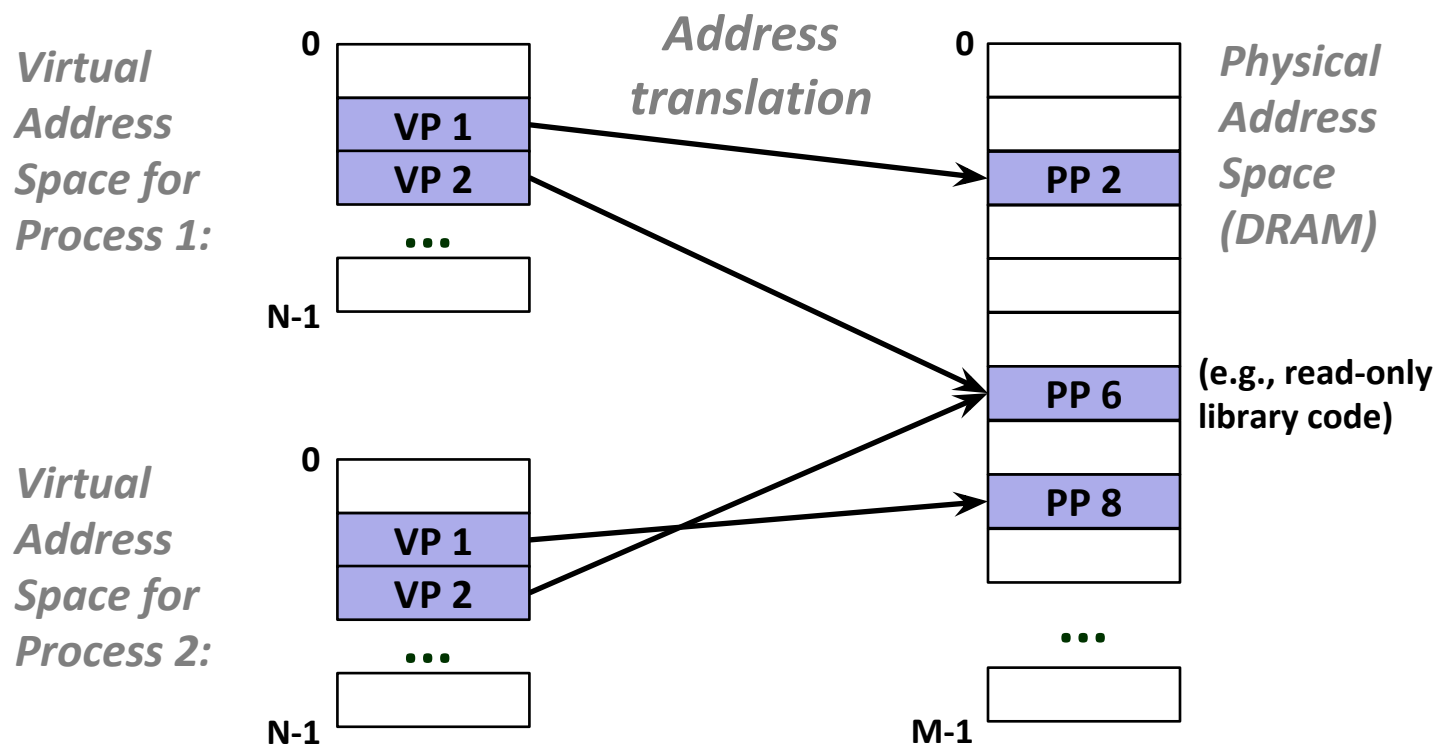 Virtual
Address
Space for
Process 1:
0
VP 1
VP 2
...
N-1
Address
translation
0
PP 2
PP 6
PP 8
...
M-1
Physical
Address
Space
(DRAM)
(e.g., read-only
library code)
Virtual
Address
Space for
Process 2:
0
VP 1
VP 2
...
N-1